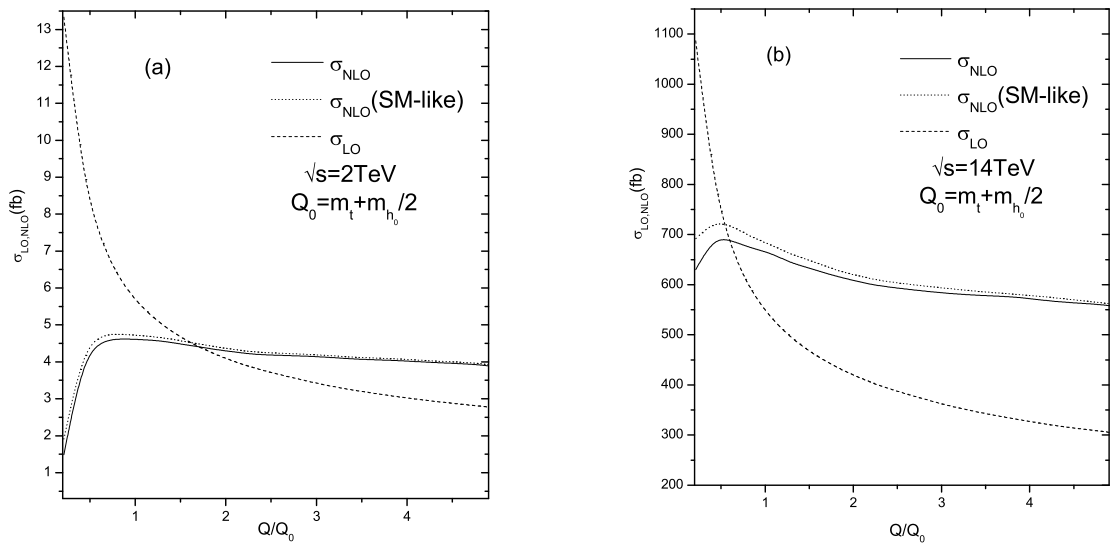 (a)
σNLO
σNLO(SM-like)
σLO
√s=2TeV
Q0=mt+mh0/2
13
12
11
10
9
8
7
6
5
4
3
2
1
σLO,NLO(fb)
1
2
3
4
Q/Q0
(b)
σNLO
σNLO(SM-like)
σLO
√s=14TeV
Q0=mt+mh0/2
1100
1000
900
800
700
600
500
400
300
200
σLO,NLO(fb)
1
2
3
4
Q/Q0